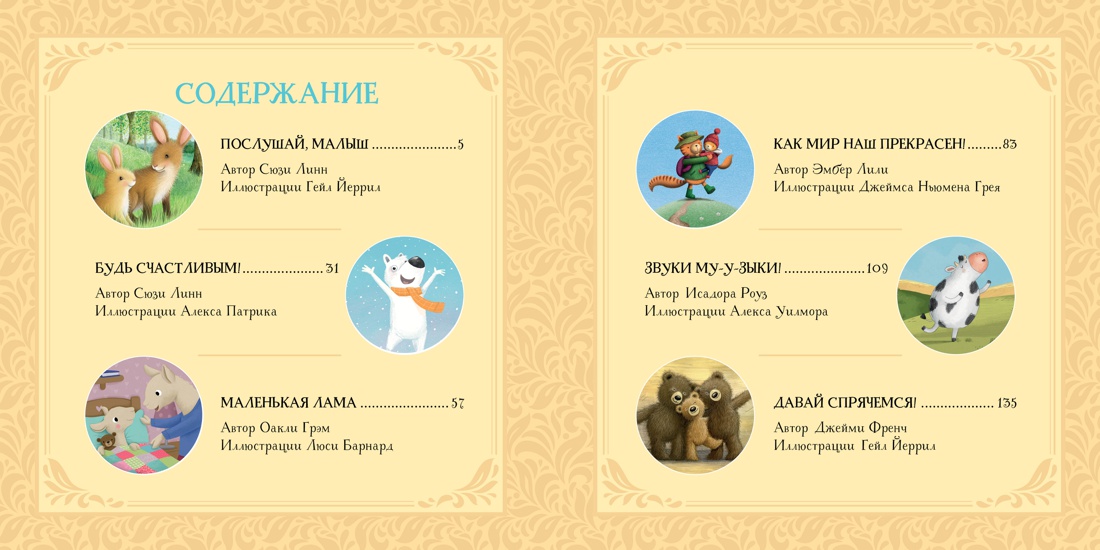 СОДЕРЖАНИЕ
ПОСЛУШАЙ, МАЛЫШ ....................5
Автор Сюзи Линн
Иллюстрации Гейл Йеррил
БУДЬ СЧАСТЛИВЫМ!...................31
Автор Сюзи Линн
Иллюстрации Алекса Патрика
МАЛЕНЬКАЯ ЛАМА .....................57
Автор Оакли Грэм
Иллюстрации Люси Барнард
КАК МИР НАШ ПРЕКРАСЕН!.........83
Автор Эмбер Лили
Иллюстрации Джеймса Ньюмена Грея
ЗВУКИ МУ-У-ЗЫКИ! ...................109
Автор Исадора Роуз
Иллюстрации Алекса Уилмора
ДАВАЙ СПРЯЧЕМСЯ! .................135
Автор Джейми Френч
Иллюстрации Гейл Йеррил